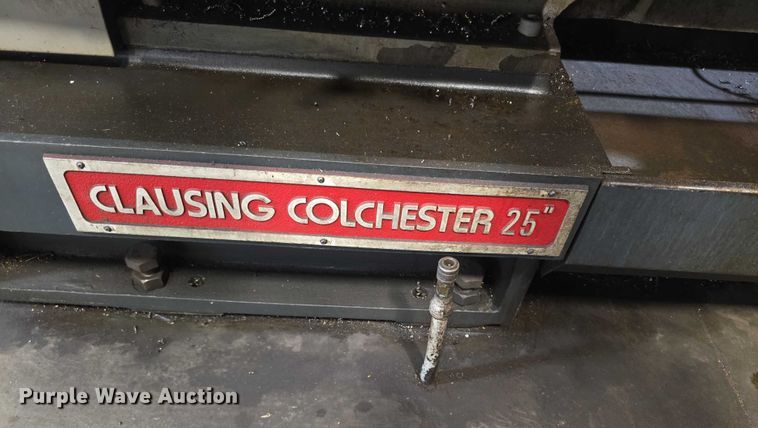 CLAUSING COLCHESTER 25"
Purple Wave Auction